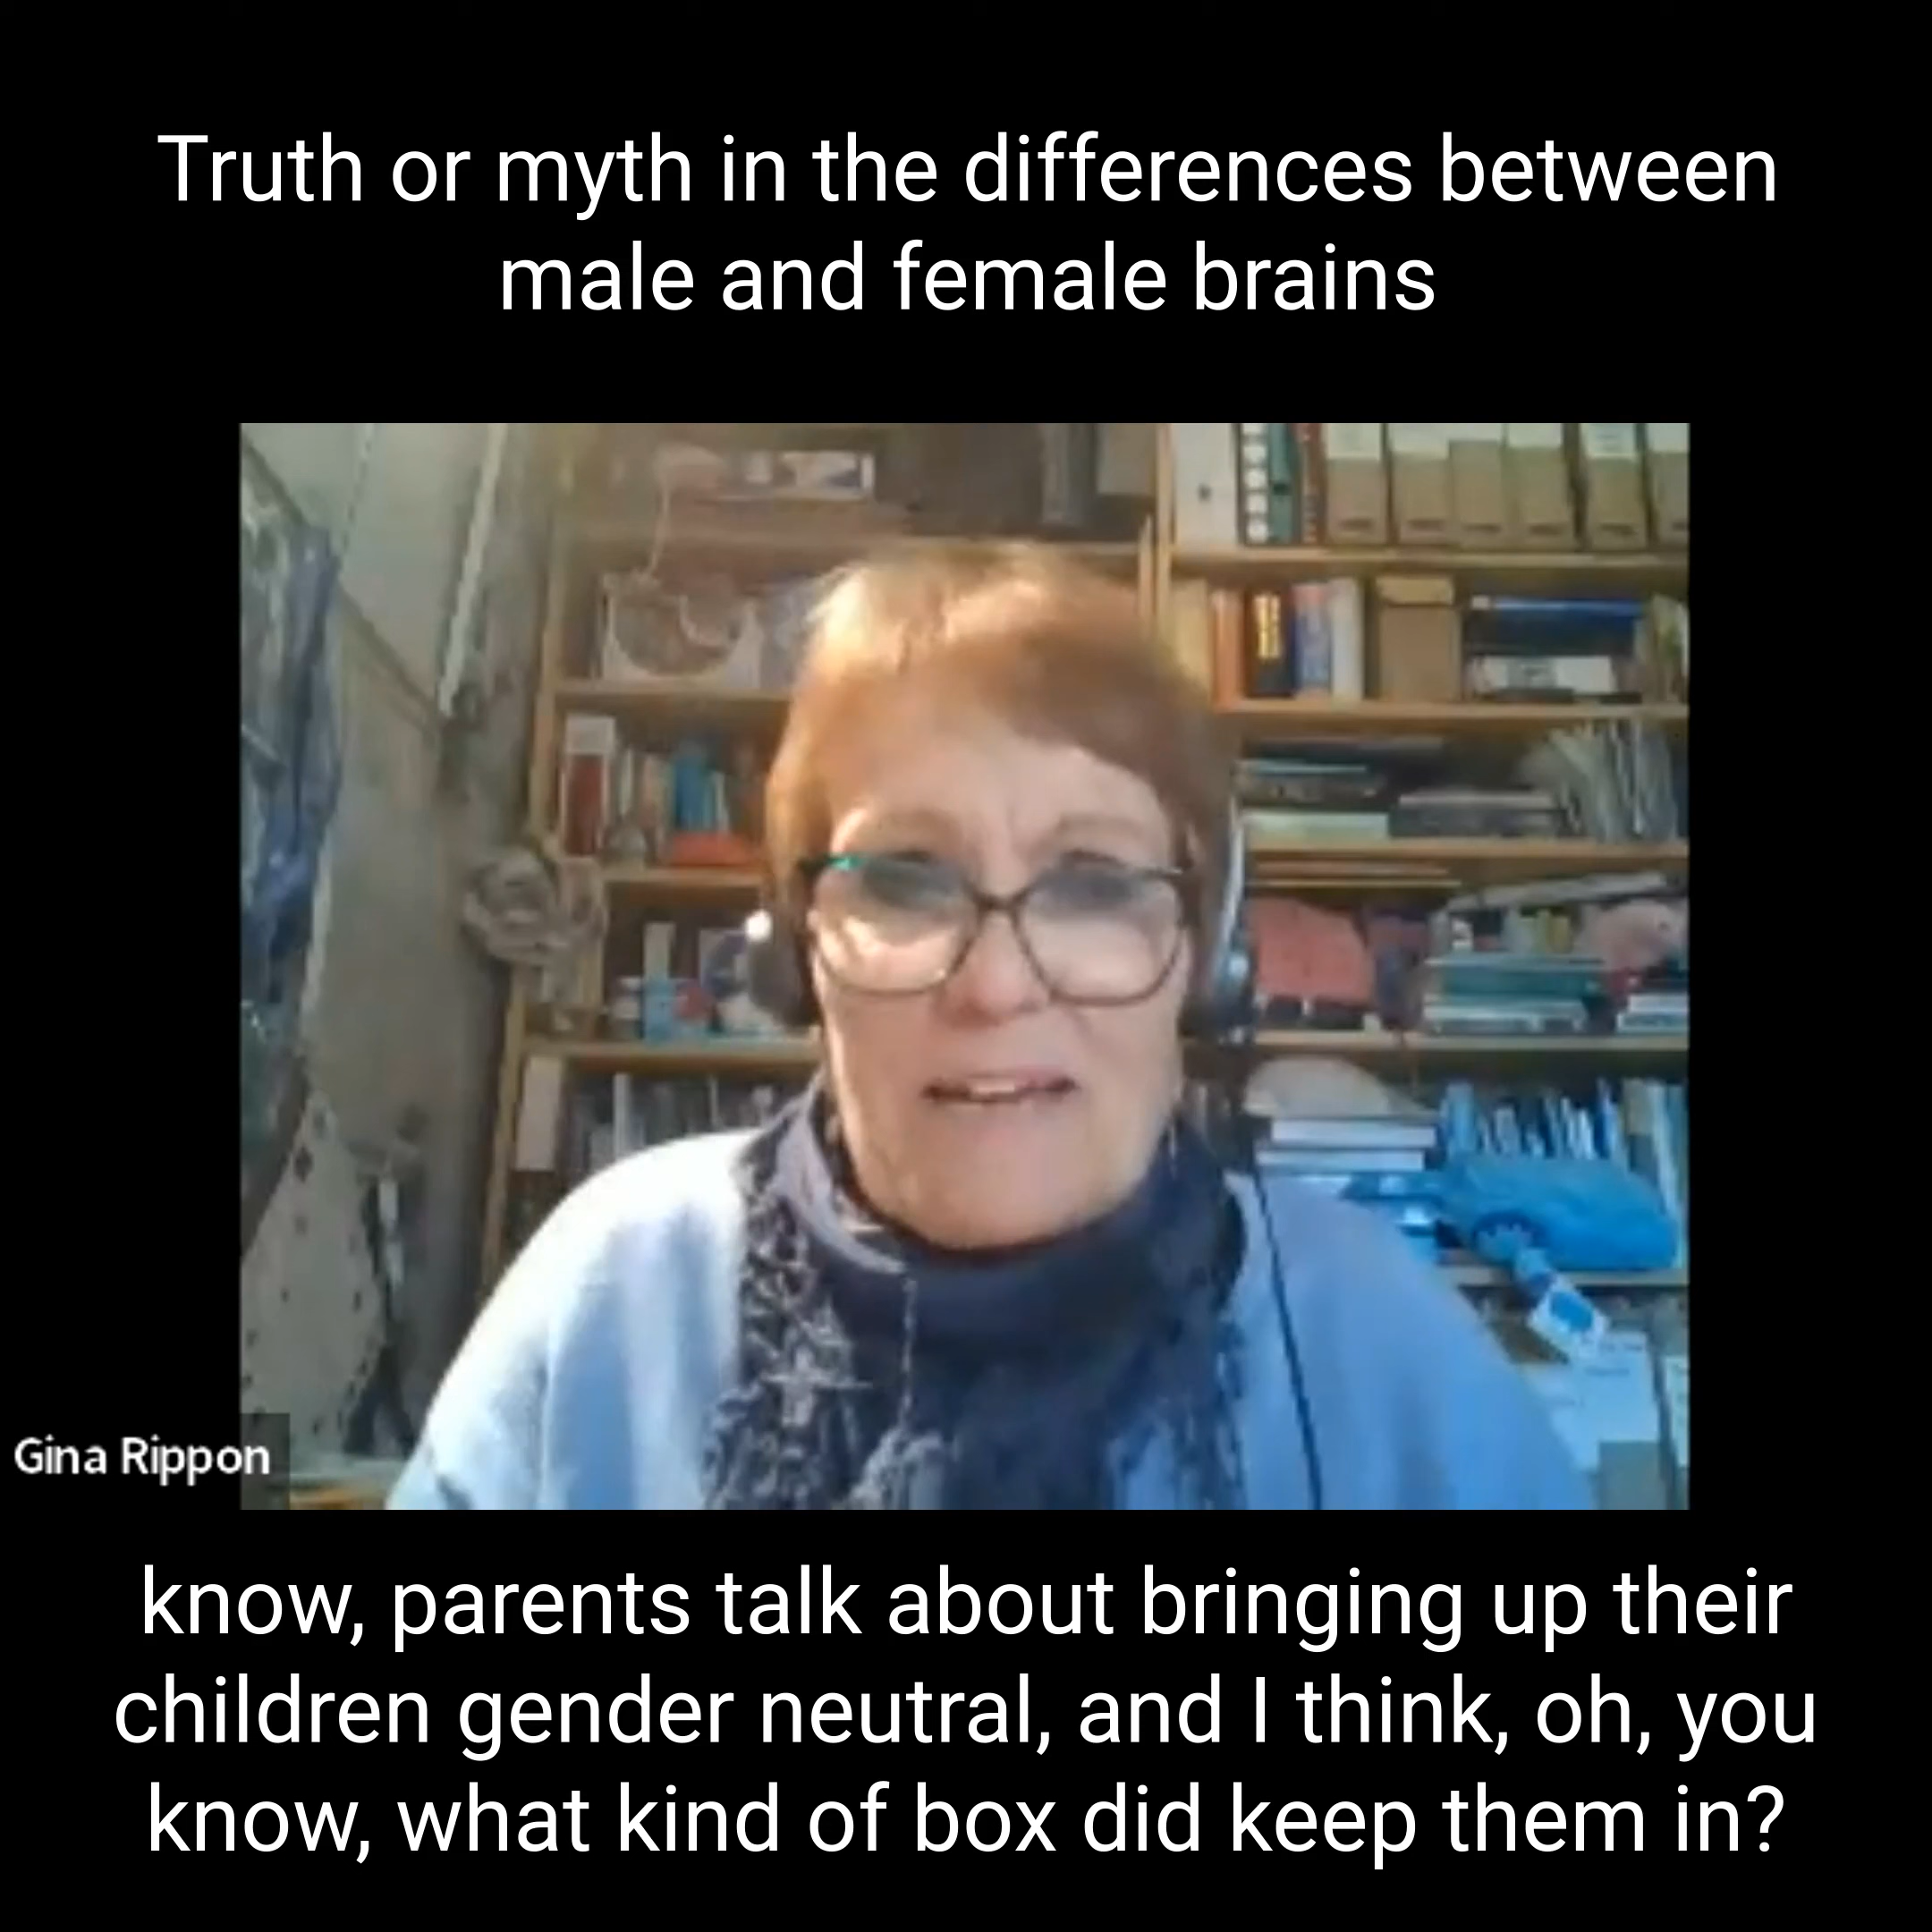 Truth or myth in the differences between
male and female brains
Gina Rippon
know, parents talk about bringing up their
children gender neutral, and I think, oh, you
know, what kind of box did keep them in?